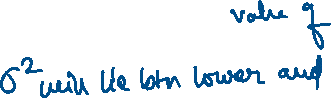 value of
σ² will lie btn lower and